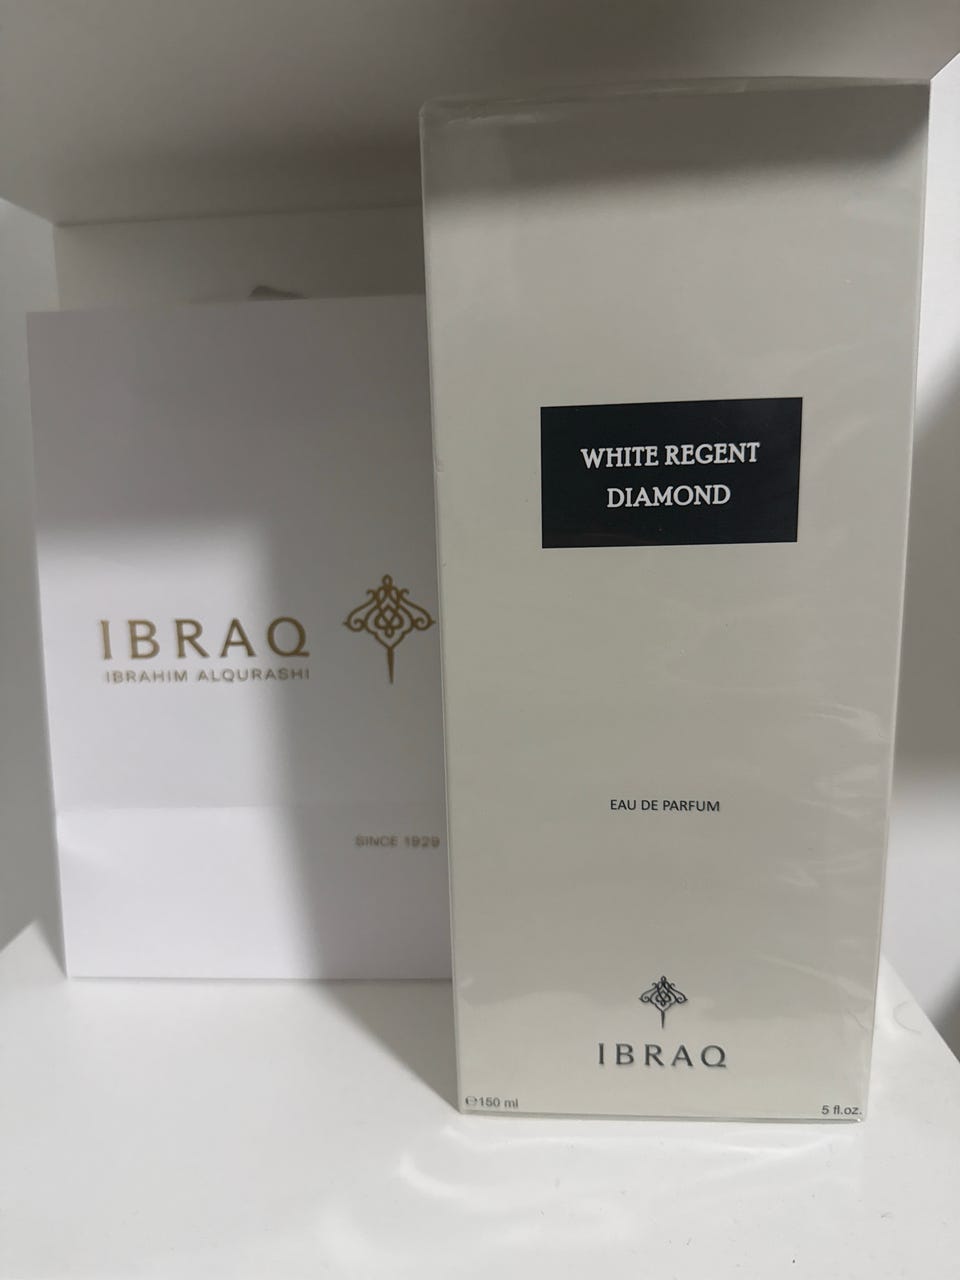 IBRAQ
IBRAHIM ALQURASHI
SINCE 1929
WHITE REGENT
DIAMOND
EAU DE PARFUM
IBRAQ
℮150 ml
5 fl.oz.